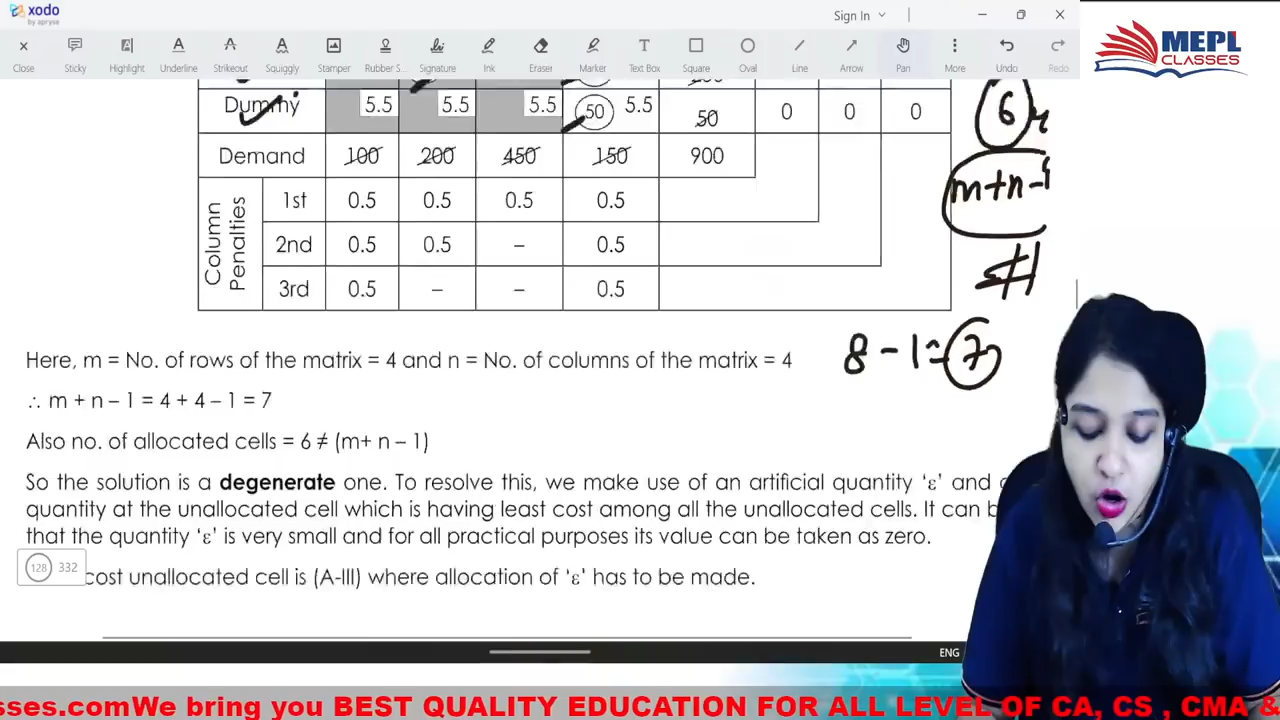 xodo
by apryse
Sign In
Close Sticky Highlight Underline Strikeout Squiggly Stamper Rubber S... Signature Ink Eraser Marker Text Box Square Oval Line Arrow Pan More Undo Redo
MEPL
CLASSES
Dummy 5.5 5.5 5.5 50 5.5 50 0 0 0
6
Demand 100 200 450 150 900
m+n-1
Column Penalties
1st 0.5 0.5 0.5 0.5
2nd 0.5 0.5 – 0.5
3rd 0.5 – – 0.5
Here, m = No. of rows of the matrix = 4 and n = No. of columns of the matrix = 4
8 - 1 = 7
∴ m + n – 1 = 4 + 4 – 1 = 7
Also no. of allocated cells = 6 ≠ (m+ n – 1)
So the solution is a degenerate one. To resolve this, we make use of an artificial quantity ‘ε’ and
quantity at the unallocated cell which is having least cost among all the unallocated cells. It can
that the quantity ‘ε’ is very small and for all practical purposes its value can be taken as zero.
128 332
cost unallocated cell is (A-III) where allocation of ‘ε’ has to be made.
ENG
sses.comWe bring you BEST QUALITY EDUCATION FOR ALL LEVEL OF CA, CS , CMA &